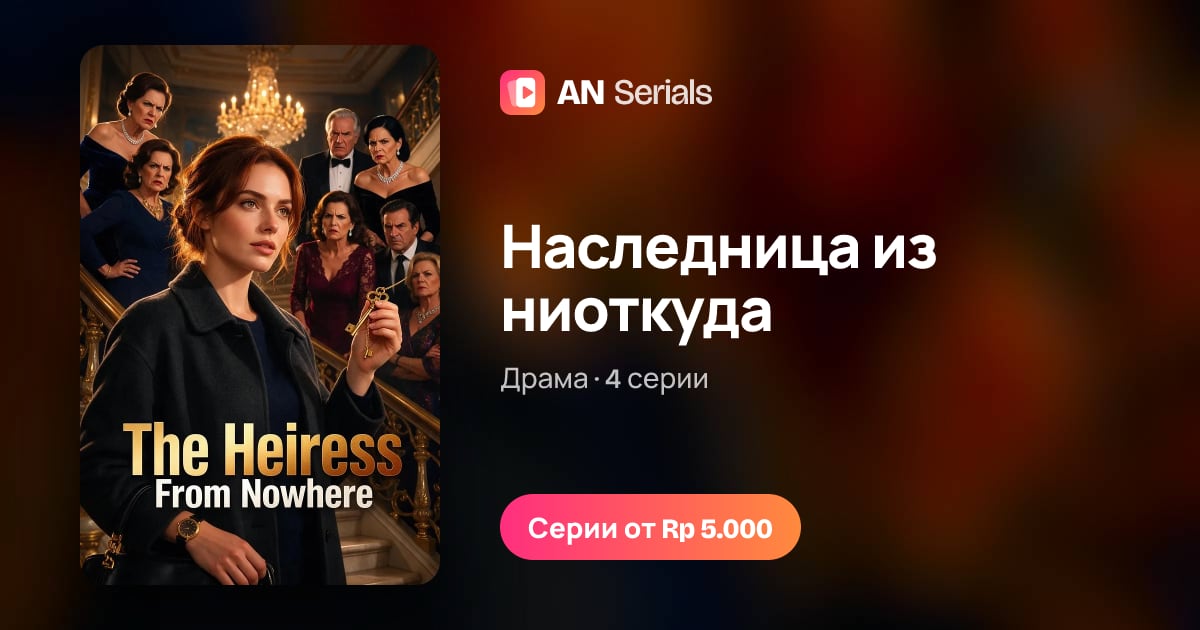 AN Serials
Наследница из
ниоткуда
Драма · 4 серии
Серии от Rp 5.000
The Heiress
From Nowhere